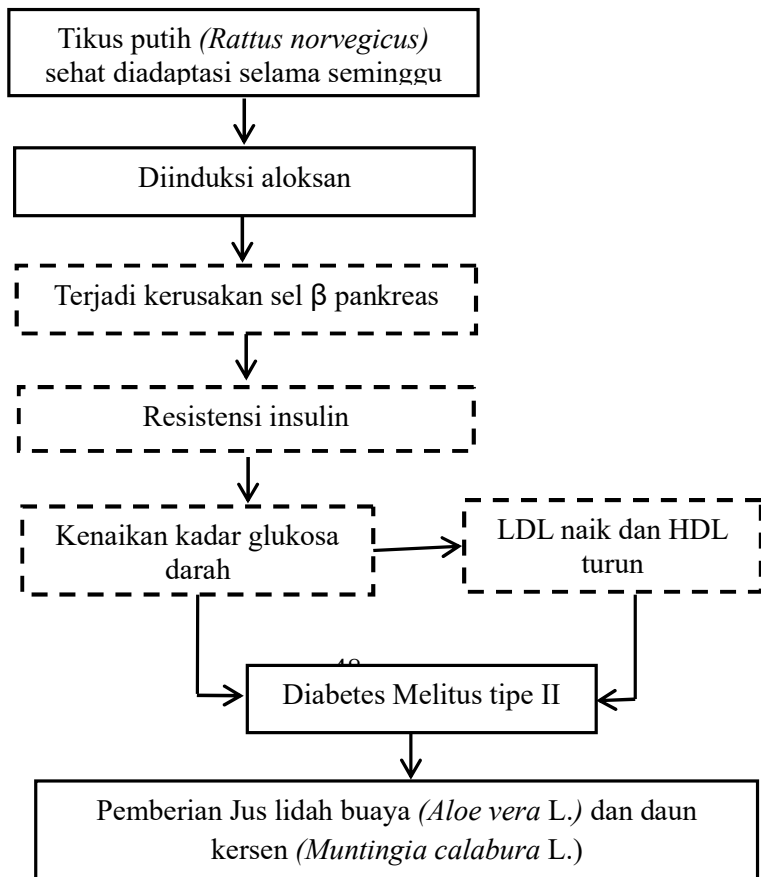 Tikus putih (Rattus norvegicus)
sehat diadaptasi selama seminggu
Diinduksi aloksan
Terjadi kerusakan sel β pankreas
Resistensi insulin
Kenaikan kadar glukosa
darah
LDL naik dan HDL
turun
Diabetes Melitus tipe II
Pemberian Jus lidah buaya (Aloe vera L.) dan daun
kersen (Muntingia calabura L.)